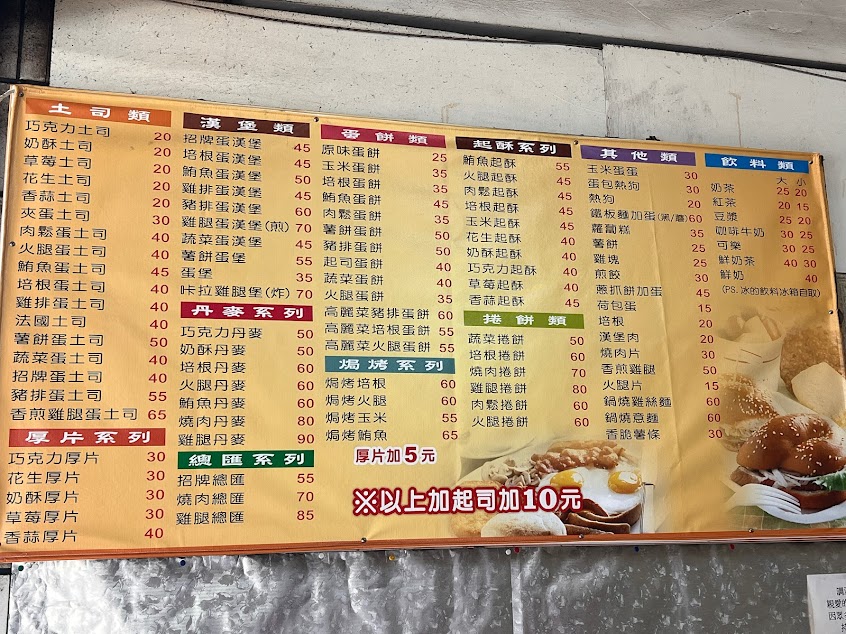 土司類
巧克力土司 20
奶酥土司 20
草莓土司 20
花生土司 20
香蒜土司 20
夾蛋土司 30
肉鬆蛋土司 40
火腿蛋土司 40
鮪魚蛋土司 45
培根蛋土司 40
雞排蛋土司 40
法國土司 40
薯餅蛋土司 50
蔬菜蛋土司 40
招牌蛋土司 40
豬排蛋土司 55
香煎雞腿蛋土司 65
厚片系列
巧克力厚片 30
花生厚片 30
奶酥厚片 30
草莓厚片 30
香蒜厚片 40
漢堡類
招牌蛋漢堡 45
培根蛋漢堡 45
鮪魚蛋漢堡 50
雞排蛋漢堡 45
豬排蛋漢堡 60
雞腿蛋漢堡(煎) 70
蔬菜蛋漢堡 45
薯餅蛋堡 55
蛋堡 35
咔拉雞腿堡(炸) 70
丹麥系列
巧克力丹麥 50
奶酥丹麥 50
培根丹麥 60
火腿丹麥 60
鮪魚丹麥 60
燒肉丹麥 80
雞腿丹麥 90
總匯系列
招牌總匯 55
燒肉總匯 70
雞腿總匯 85
蛋餅類
原味蛋餅 25
玉米蛋餅 35
培根蛋餅 35
鮪魚蛋餅 45
肉鬆蛋餅 40
薯餅蛋餅 50
豬排蛋餅 50
起司蛋餅 40
蔬菜蛋餅 40
火腿蛋餅 35
高麗菜豬排蛋餅 60
高麗菜培根蛋餅 55
高麗菜火腿蛋餅 55
焗烤系列
焗烤培根 60
焗烤火腿 60
焗烤玉米 55
焗烤鮪魚 65
厚片加5元
※以上加起司加10元
起酥系列
鮪魚起酥 55
火腿起酥 45
肉鬆起酥 45
培根起酥 45
玉米起酥 45
花生起酥 40
奶酥起酥 40
巧克力起酥 40
草莓起酥 40
香蒜起酥 40
捲餅類
蔬菜捲餅 50
培根捲餅 60
燒肉捲餅 70
雞腿捲餅 80
肉鬆捲餅 60
火腿捲餅 60
其他類
玉米蛋蛋 30
蛋包熱狗 30
熱狗 20
鐵板麵加蛋(黑/蘑) 60
蘿蔔糕 35
薯餅 25
雞塊 30
煎餃 30
蔥抓餅加蛋 45
荷包蛋 15
培根 20
漢堡肉 20
燒肉片 30
香煎雞腿 50
火腿片 15
鍋燒雞絲麵 60
鍋燒意麵 60
香脆薯條 30
飲料類
大 小
奶茶 25 20
紅茶 20 15
豆漿 25 20
咖啡牛奶 30 25
可樂 30 25
鮮奶茶 40 30
鮮奶 40
(PS.冰的飲料冰箱自取)